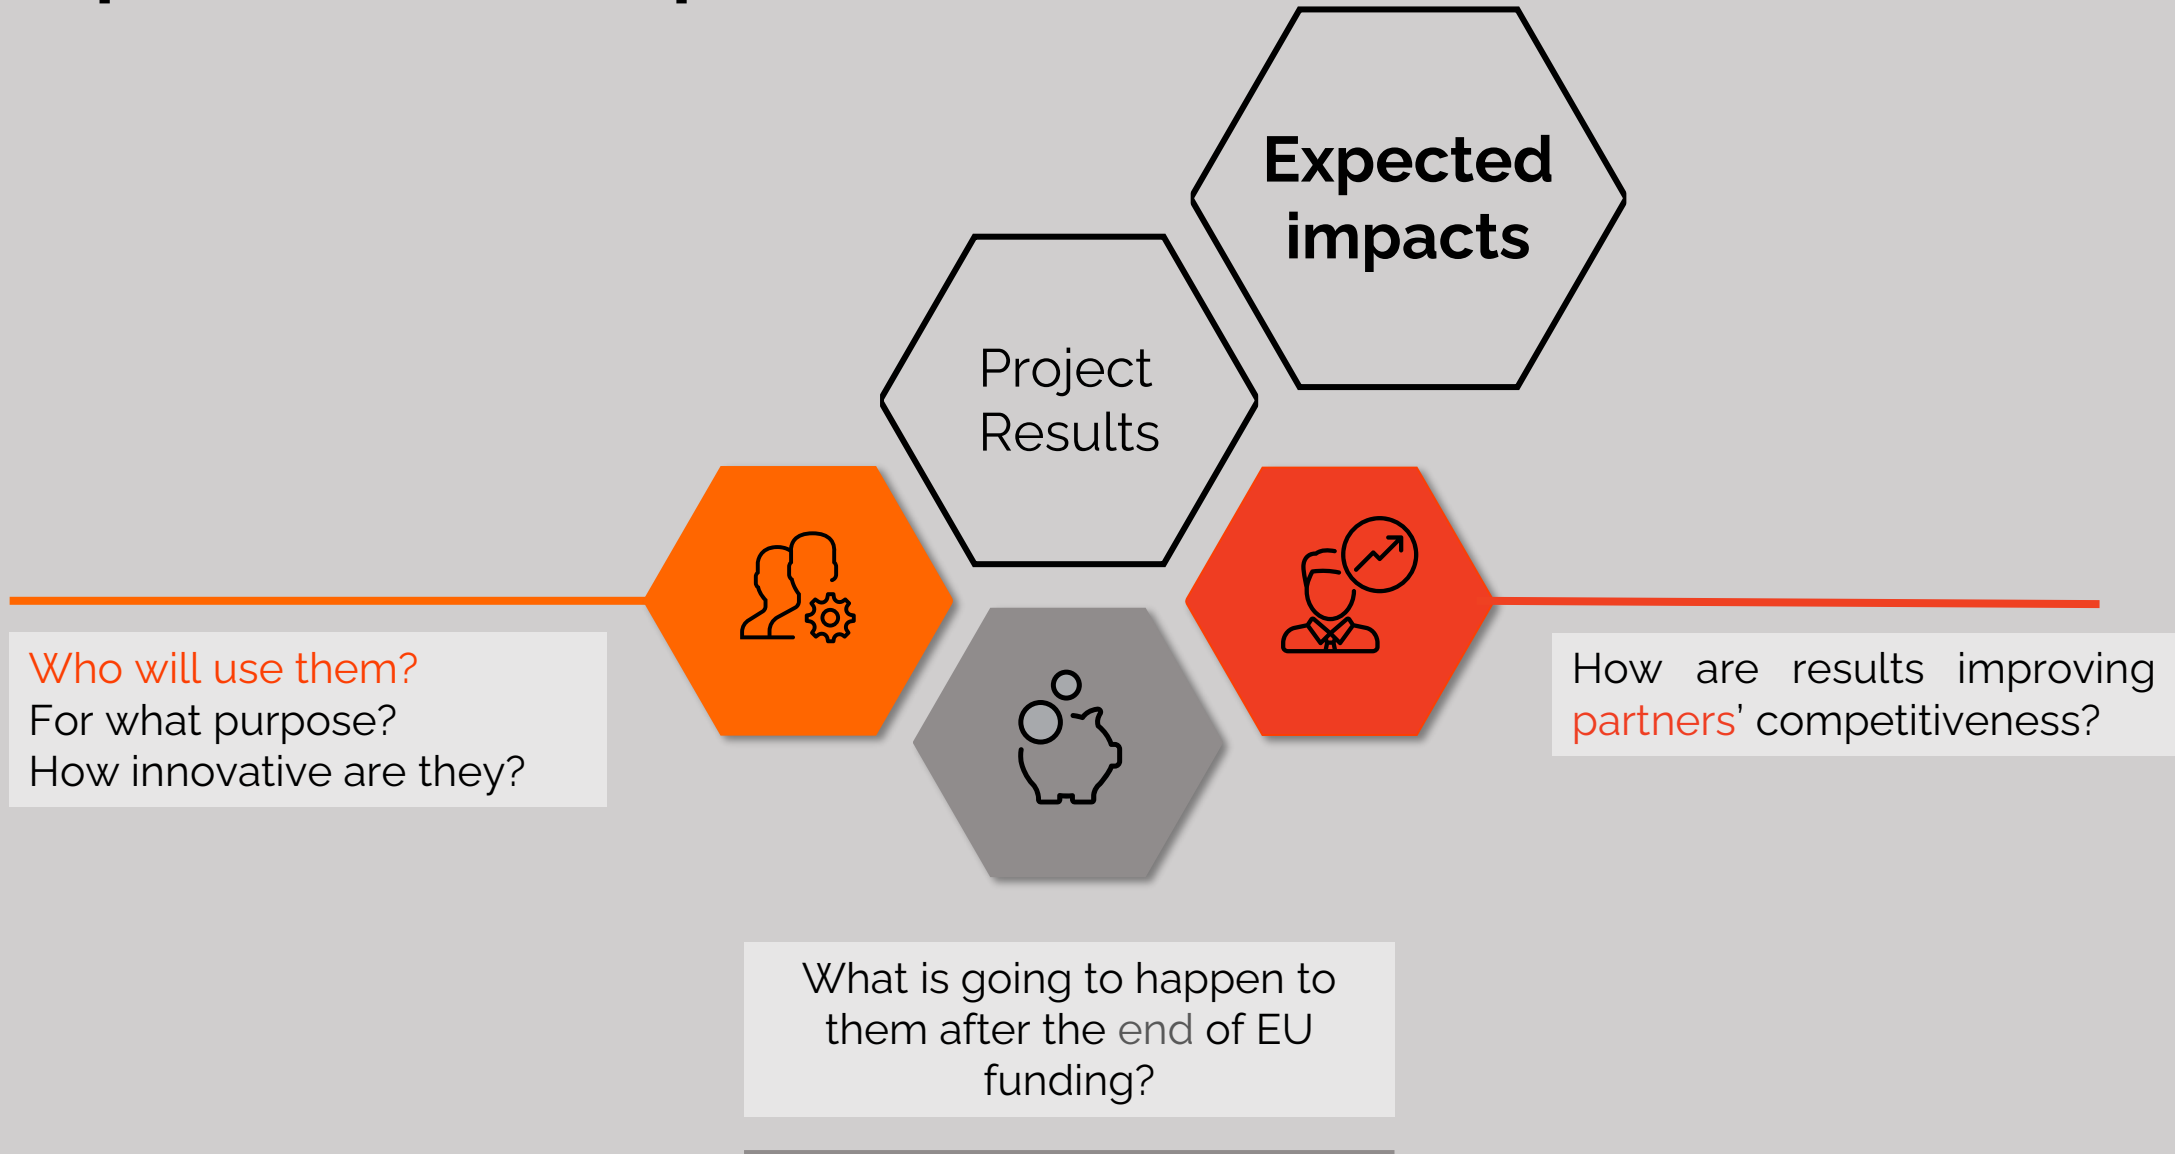 Expected
impacts
Project
Results
Who will use them?
For what purpose?
How innovative are they?
How are results improving
partners’ competitiveness?
What is going to happen to
them after the end of EU
funding?